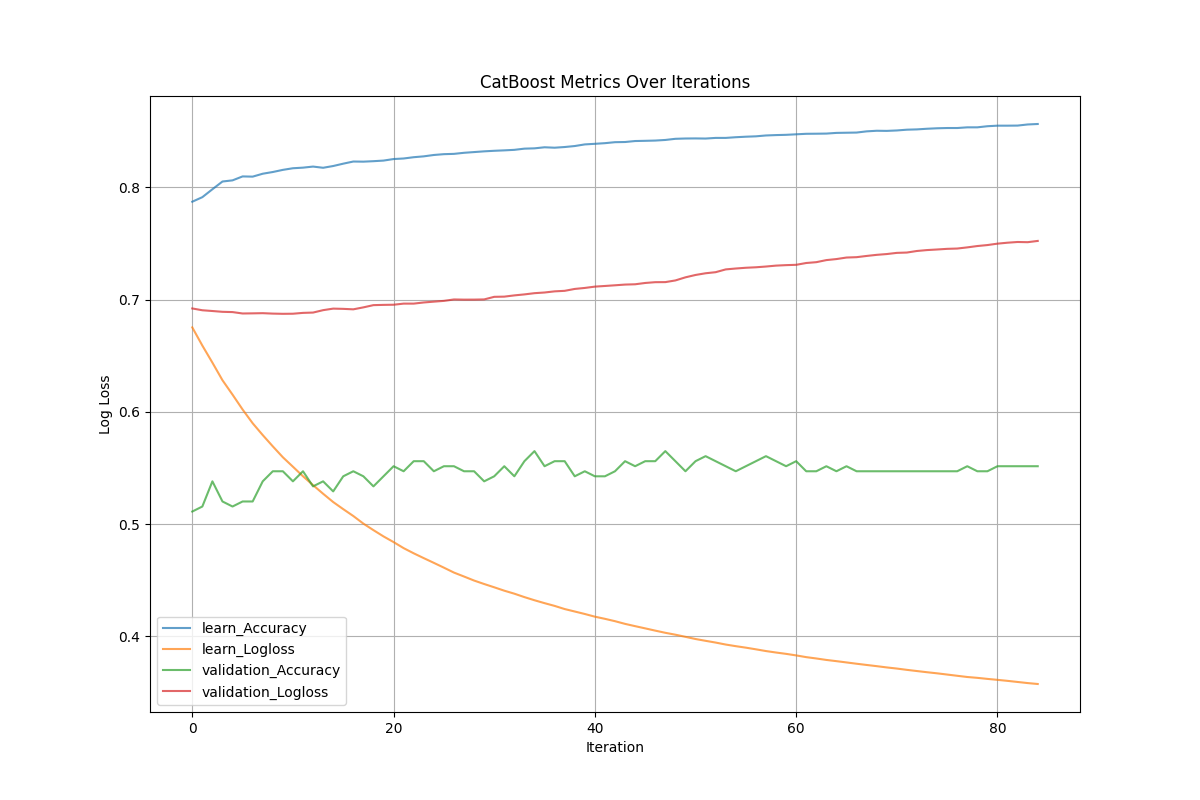 CatBoost Metrics Over Iterations
Log Loss
0.8
0.7
0.6
0.5
0.4
learn_Accuracy
learn_Logloss
validation_Accuracy
validation_Logloss
0
20
40
60
80
Iteration